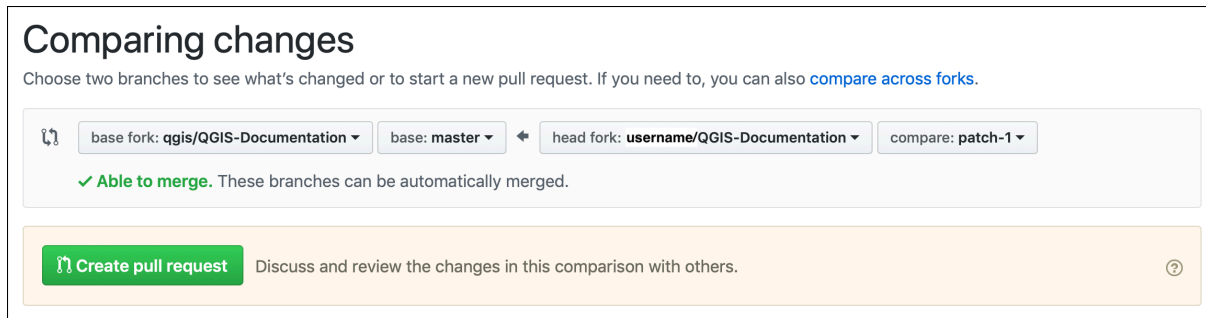 Comparing changes
Choose two branches to see what's changed or to start a new pull request. If you need to, you can also compare across forks.
base fork: qgis/QGIS-Documentation base: master head fork: username/QGIS-Documentation compare: patch-1
Able to merge. These branches can be automatically merged.
Create pull request Discuss and review the changes in this comparison with others. ?